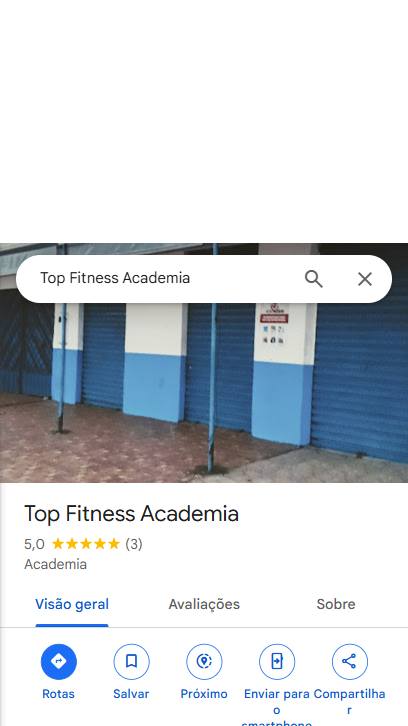 Top Fitness Academia
Top Fitness Academia
5,0 (3)
Academia
Visão geral
Avaliações
Sobre
Rotas
Salvar
Próximo
Enviar para
o
smartphone
Compartilha
r